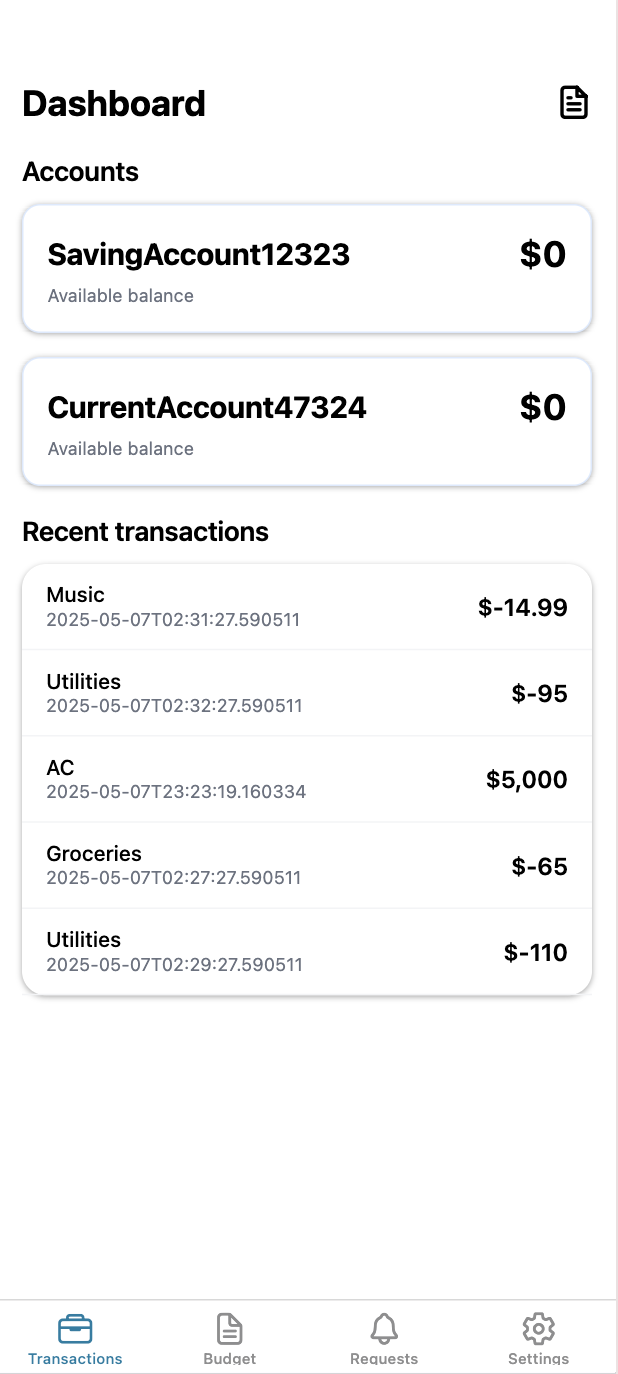 Dashboard
Accounts
SavingAccount12323 $0
Available balance
CurrentAccount47324 $0
Available balance
Recent transactions
Music
2025-05-07T02:31:27.590511
$-14.99
Utilities
2025-05-07T02:32:27.590511
$-95
AC
2025-05-07T23:23:19.160334
$5,000
Groceries
2025-05-07T02:27:27.590511
$-65
Utilities
2025-05-07T02:29:27.590511
$-110
Transactions Budget Requests Settings